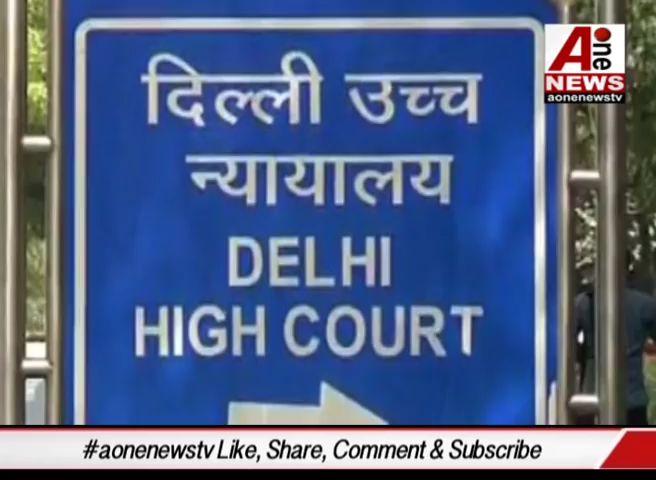 दिल्ली उच्च
न्यायालय
DELHI
HIGH COURT
A one
NEWS
aonenewstv
#aonenewstv Like, Share, Comment & Subscribe